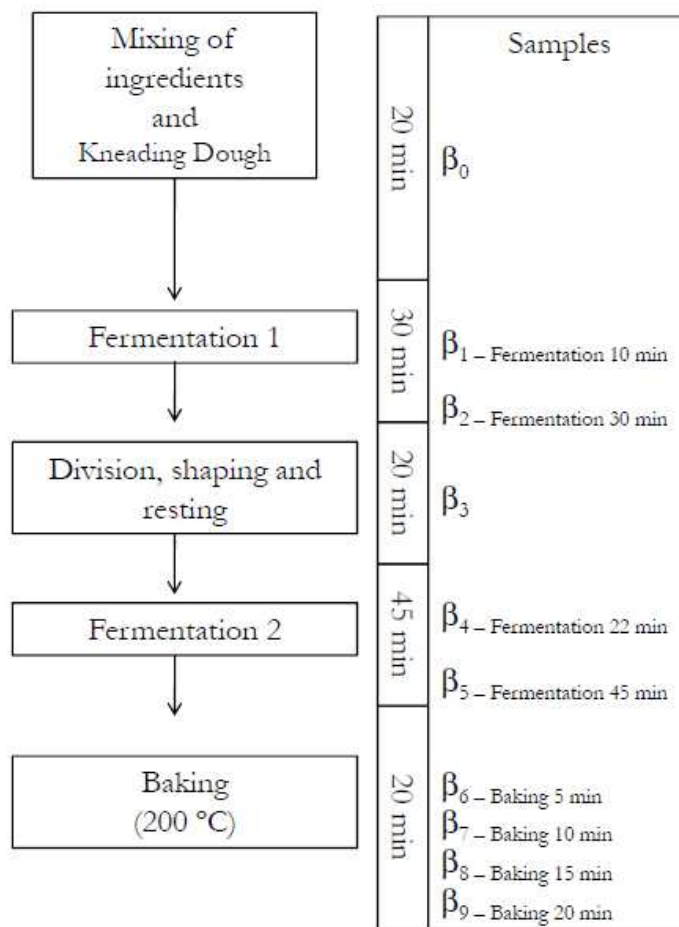 Mixing of
ingredients
and
Kneading Dough
Fermentation 1
Division, shaping and
resting
Fermentation 2
Baking
(200 °C)
20 min
30 min
20 min
45 min
20 min
Samples
β0
β1 – Fermentation 10 min
β2 – Fermentation 30 min
β3
β4 – Fermentation 22 min
β5 – Fermentation 45 min
β6 – Baking 5 min
β7 – Baking 10 min
β8 – Baking 15 min
β9 – Baking 20 min